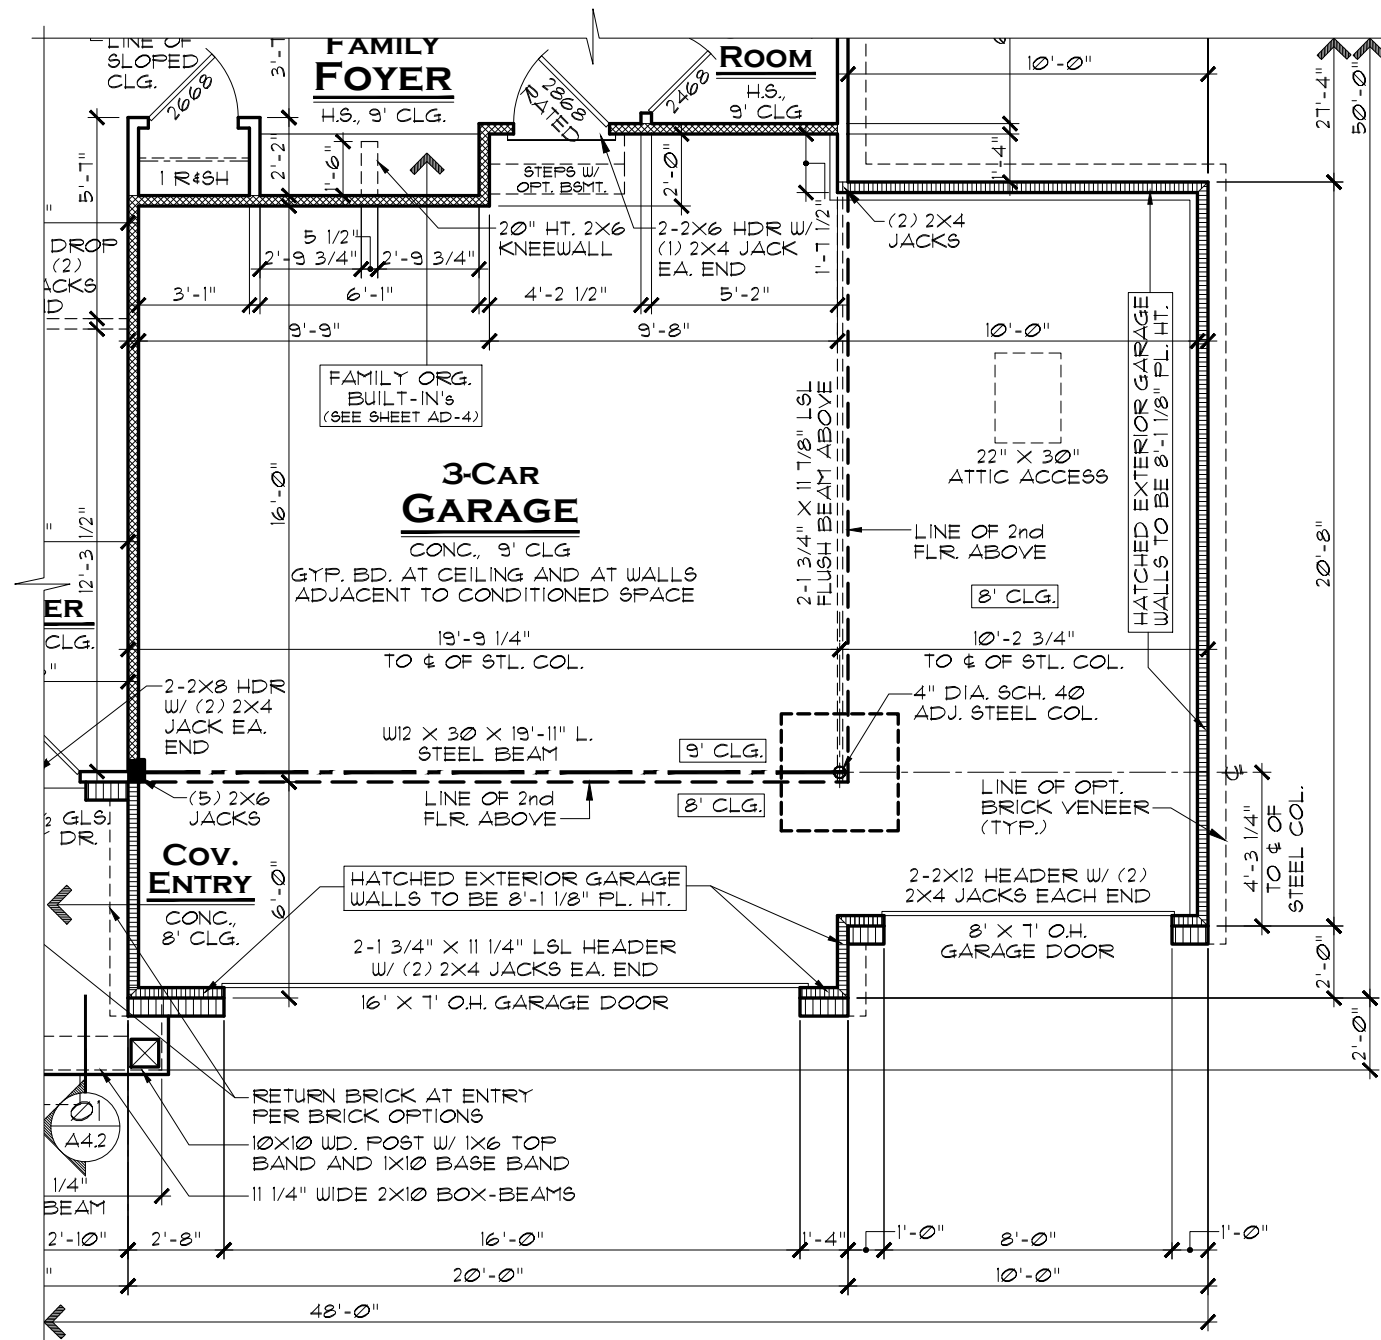 LINE OF
SLOPED
CLG.
2668
3'-1
FAMILY
FOYER
H.S., 9' CLG.
2868
RATED
2468
ROOM
H.S.,
9' CLG
10'-0"
27'-4"
50'-0"
5'-7"
1 R&SH
2'-2"
1'-6"
STEPS W/
OPT. BSMT.
2'-0"
1'-7 1/2"
1'-4"
DROP
(2)
ACKS
D
5 1/2"
2'-9 3/4"
2'-9 3/4"
20" HT. 2X6
KNEEWALL
2-2X6 HDR W/
(1) 2X4 JACK
EA. END
(2) 2X4
JACKS
3'-1"
6'-1"
4'-2 1/2"
5'-2"
9'-9"
9'-8"
10'-0"
FAMILY ORG.
BUILT-IN's
(SEE SHEET AD-4)
2-1 3/4" X 11 7/8" LSL
FLUSH BEAM ABOVE
22" X 30"
ATTIC ACCESS
HATCHED EXTERIOR GARAGE
WALLS TO BE 8'-1 1/8" PL. HT.
16'-0"
12'-3 1/2"
20'-8"
3-CAR
GARAGE
CONC., 9' CLG
GYP. BD. AT CEILING AND AT WALLS
ADJACENT TO CONDITIONED SPACE
LINE OF 2nd
FLR. ABOVE
8' CLG.
ER
CLG.
19'-9 1/4"
TO ℄ OF STL. COL.
10'-2 3/4"
TO ℄ OF STL. COL.
2-2X8 HDR
W/ (2) 2X4
JACK EA.
END
W12 X 30 X 19'-11" L.
STEEL BEAM
9' CLG.
4" DIA. SCH. 40
ADJ. STEEL COL.
℄
(5) 2X6
JACKS
LINE OF 2nd
FLR. ABOVE
8' CLG.
LINE OF OPT.
BRICK VENEER
(TYP.)
4'-3 1/4"
TO ℄ OF
STEEL COL.
GLS
DR.
COV.
ENTRY
CONC.,
8' CLG.
6'-0"
HATCHED EXTERIOR GARAGE
WALLS TO BE 8'-1 1/8" PL. HT.
2-2X12 HEADER W/ (2)
2X4 JACKS EACH END
8' X 7' O.H.
GARAGE DOOR
2-1 3/4" X 11 1/4" LSL HEADER
W/ (2) 2X4 JACKS EA. END
16' X 7' O.H. GARAGE DOOR
2'-0"
2'-0"
RETURN BRICK AT ENTRY
PER BRICK OPTIONS
10X10 WD. POST W/ 1X6 TOP
BAND AND 1X10 BASE BAND
11 1/4" WIDE 2X10 BOX-BEAMS
01
A4.2
1/4"
BEAM
2'-10"
2'-8"
16'-0"
1'-4"
1'-0"
8'-0"
1'-0"
20'-0"
10'-0"
48'-0"